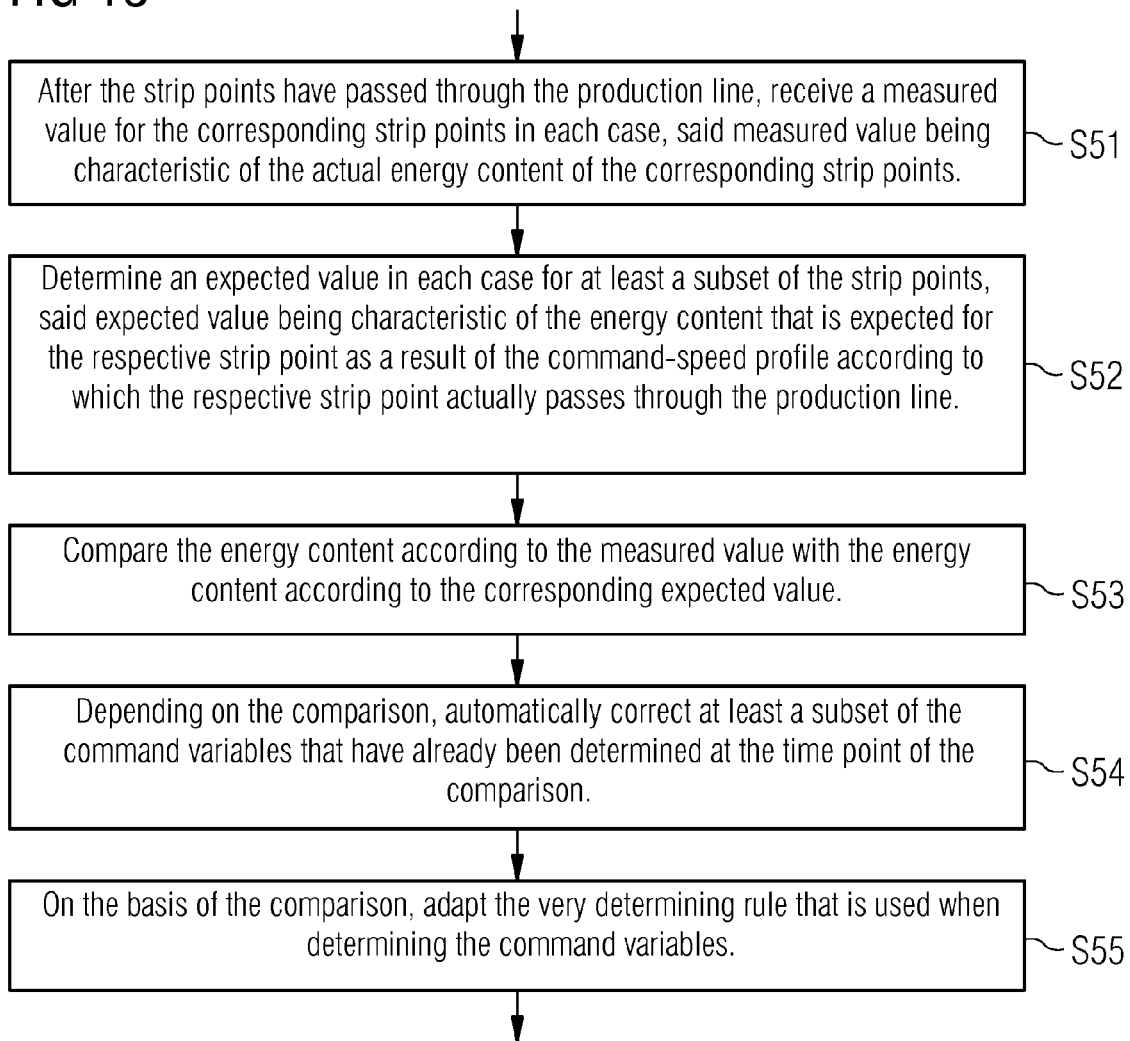 FIG
After the strip points have passed through the production line, receive a measured
value for the corresponding strip points in each case, said measured value being
characteristic of the actual energy content of the corresponding strip points.
S51
Determine an expected value in each case for at least a subset of the strip points,
said expected value being characteristic of the energy content that is expected for
the respective strip point as a result of the command-speed profile according to
which the respective strip point actually passes through the production line.
S52
Compare the energy content according to the measured value with the energy
content according to the corresponding expected value.
S53
Depending on the comparison, automatically correct at least a subset of the
command variables that have already been determined at the time point of the
comparison.
S54
On the basis of the comparison, adapt the very determining rule that is used when
determining the command variables.
S55